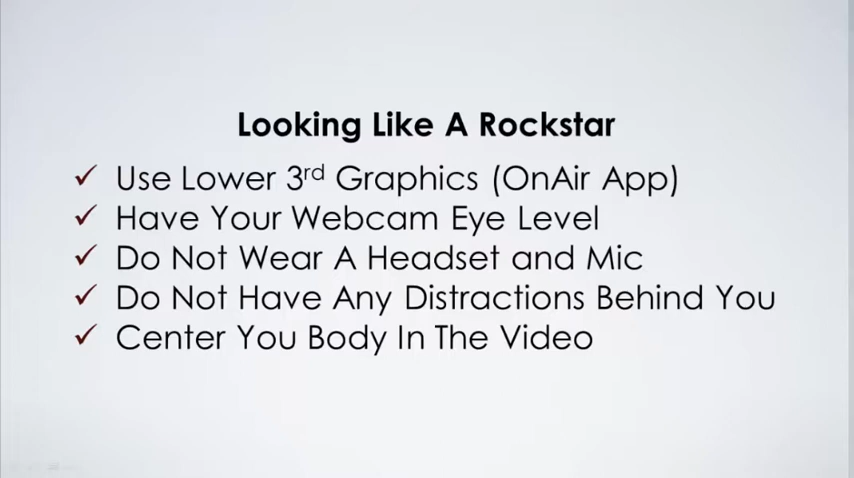 Looking Like A Rockstar
✓ Use Lower 3rd Graphics (OnAir App)
✓ Have Your Webcam Eye Level
✓ Do Not Wear A Headset and Mic
✓ Do Not Have Any Distractions Behind You
✓ Center You Body In The Video